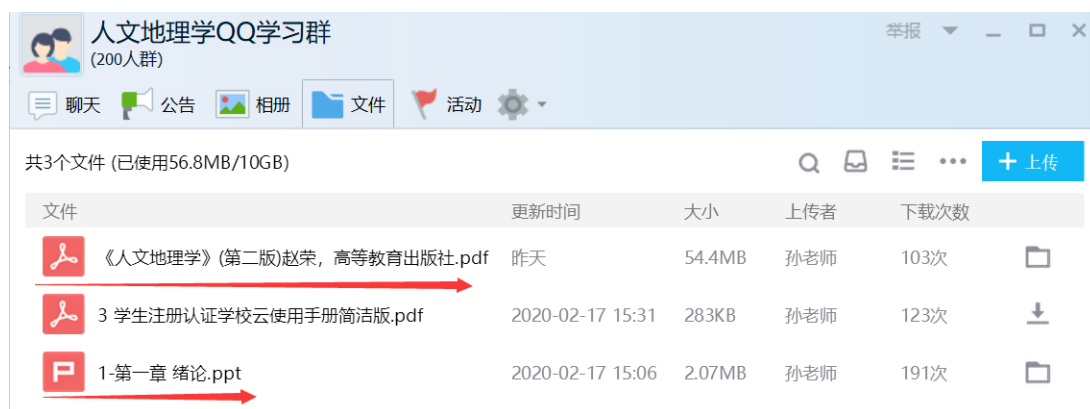 人文地理学QQ学习群
(200人群)
举报
聊天 公告 相册 文件 活动
共3个文件 (已使用56.8MB/10GB)
上传
文件 更新时间 大小 上传者 下载次数
《人文地理学》(第二版)赵荣，高等教育出版社.pdf 昨天 54.4MB 孙老师 103次
3 学生注册认证学校云使用手册简洁版.pdf 2020-02-17 15:31 283KB 孙老师 123次
1-第一章 绪论.ppt 2020-02-17 15:06 2.07MB 孙老师 191次